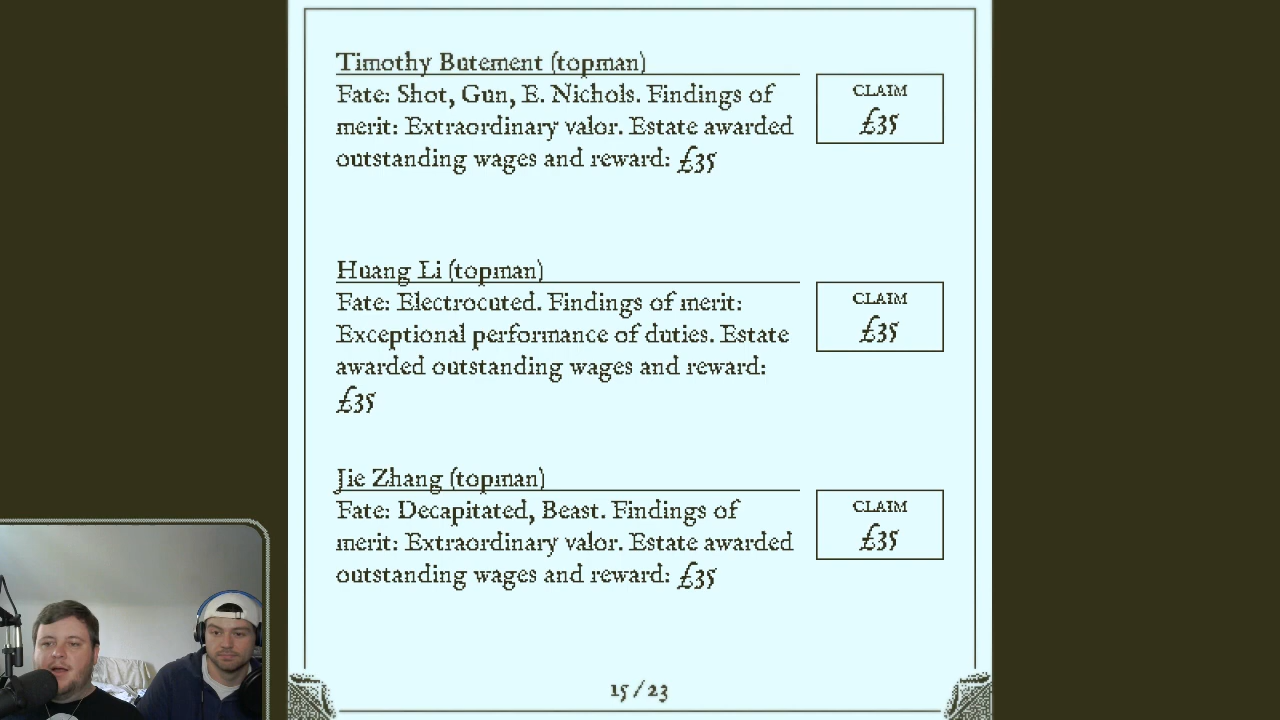 Timothy Butement (topman)
Fate: Shot, Gun, E. Nichols. Findings of
merit: Extraordinary valor. Estate awarded
outstanding wages and reward: £35
CLAIM
£35
Huang Li (topman)
Fate: Electrocuted. Findings of merit:
Exceptional performance of duties. Estate
awarded outstanding wages and reward:
£35
CLAIM
£35
Jie Zhang (topman)
Fate: Decapitated, Beast. Findings of
merit: Extraordinary valor. Estate awarded
outstanding wages and reward: £35
CLAIM
£35
15/23